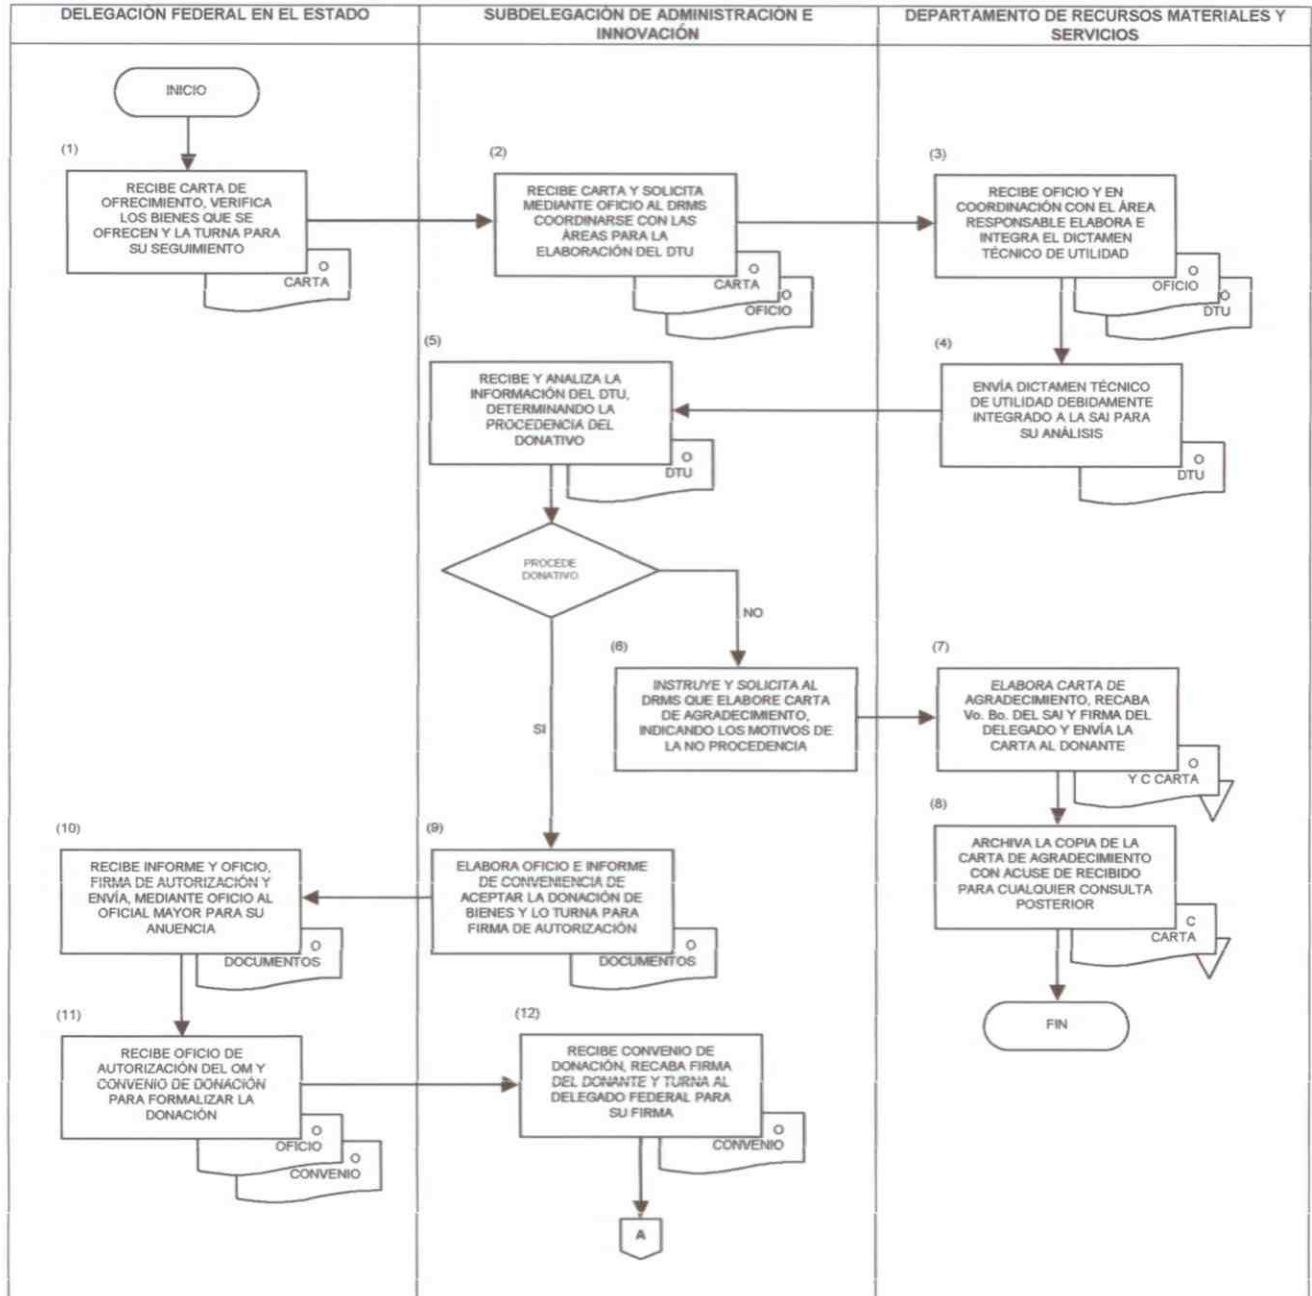 DELEGACIÓN FEDERAL EN EL ESTADO
SUBDELEGACIÓN DE ADMINISTRACIÓN E
INNOVACIÓN
DEPARTAMENTO DE RECURSOS MATERIALES Y
SERVICIOS
INICIO
(1)
RECIBE CARTA DE
OFRECIMIENTO, VERIFICA
LOS BIENES QUE SE
OFRECEN Y LA TURNA PARA
SU SEGUIMIENTO
O
CARTA
(2)
RECIBE CARTA Y SOLICITA
MEDIANTE OFICIO AL DRMS
COORDINARSE CON LAS
ÁREAS PARA LA
ELABORACIÓN DEL DTU
O
CARTA
O
OFICIO
(3)
RECIBE OFICIO Y EN
COORDINACIÓN CON EL ÁREA
RESPONSABLE ELABORA E
INTEGRA EL DICTAMEN
TÉCNICO DE UTILIDAD
O
OFICIO
Ó
DTU
(4)
ENVÍA DICTAMEN TÉCNICO
DE UTILIDAD DEBIDAMENTE
INTEGRADO A LA SAI PARA
SU ANÁLISIS
O
DTU
(5)
RECIBE Y ANALIZA LA
INFORMACIÓN DEL DTU,
DETERMINANDO LA
PROCEDENCIA DEL
DONATIVO
O
DTU
PROCEDE
DONATIVO
NO
SI
(6)
INSTRUYE Y SOLICITA AL
DRMS QUE ELABORE CARTA
DE AGRADECIMIENTO,
INDICANDO LOS MOTIVOS DE
LA NO PROCEDENCIA
(7)
ELABORA CARTA DE
AGRADECIMIENTO, RECABA
Vo. Bo. DEL SAI Y FIRMA DEL
DELEGADO Y ENVÍA LA
CARTA AL DONANTE
O
Y C CARTA
(8)
ARCHIVA LA COPIA DE LA
CARTA DE AGRADECIMIENTO
CON ACUSE DE RECIBIDO
PARA CUALQUIER CONSULTA
POSTERIOR
C
CARTA
FIN
(9)
ELABORA OFICIO E INFORME
DE CONVENIENCIA DE
ACEPTAR LA DONACIÓN DE
BIENES Y LO TURNA PARA
FIRMA DE AUTORIZACIÓN
O
DOCUMENTOS
(10)
RECIBE INFORME Y OFICIO,
FIRMA DE AUTORIZACIÓN Y
ENVÍA, MEDIANTE OFICIO AL
OFICIAL MAYOR PARA SU
ANUENCIA
O
DOCUMENTOS
(11)
RECIBE OFICIO DE
AUTORIZACIÓN DEL OM Y
CONVENIO DE DONACIÓN
PARA FORMALIZAR LA
DONACIÓN
O
OFICIO
O
CONVENIO
(12)
RECIBE CONVENIO DE
DONACIÓN, RECABA FIRMA
DEL DONANTE Y TURNA AL
DELEGADO FEDERAL PARA
SU FIRMA
O
CONVENIO
A